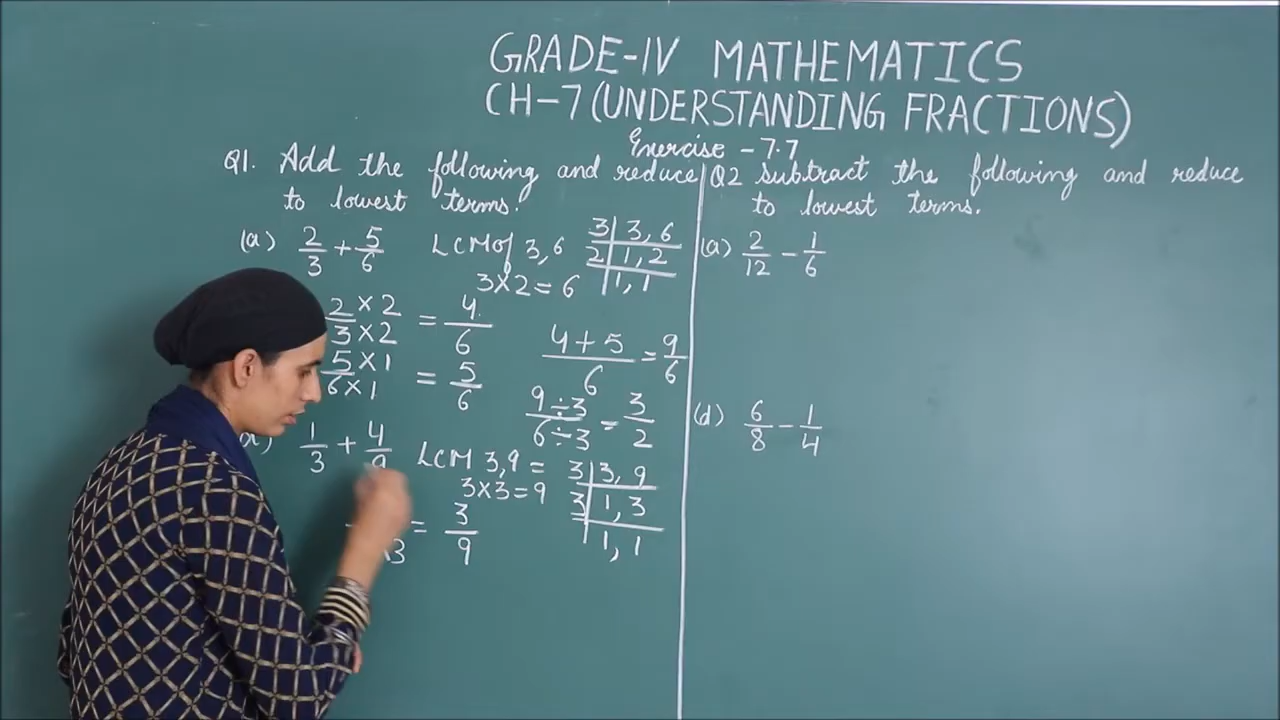 GRADE-IV MATHEMATICS
CH-7 (UNDERSTANDING FRACTIONS)
Exercise - 7.7
Q1. Add the following and reduce
to lowest terms.
(a) 2/3 + 5/6
LCM of 3,6
3×2=6
3 | 3, 6
2 | 1, 2
| 1, 1
2×2/3×2 = 4/6
5×1/6×1 = 5/6
4+5/6 = 9/6
9÷3/6÷3 = 3/2
1/3 + 4/9
LCM 3,9 =
3×3=9
3 | 3, 9
3 | 1, 3
| 1, 1
×3 = 3/9
Q2 Subtract the following and reduce
to lowest terms.
(a) 2/12 - 1/6
(d) 6/8 - 1/4